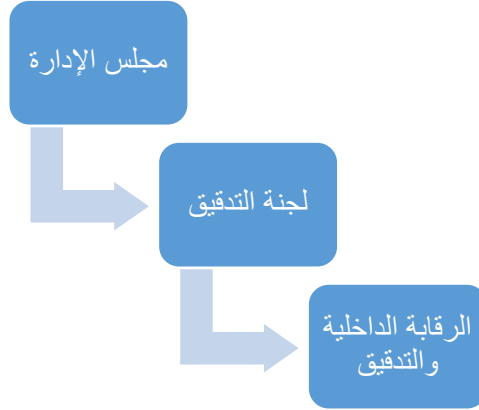 مجلس الإدارة
لجنة التدقيق
الرقابة الداخلية
والتدقيق